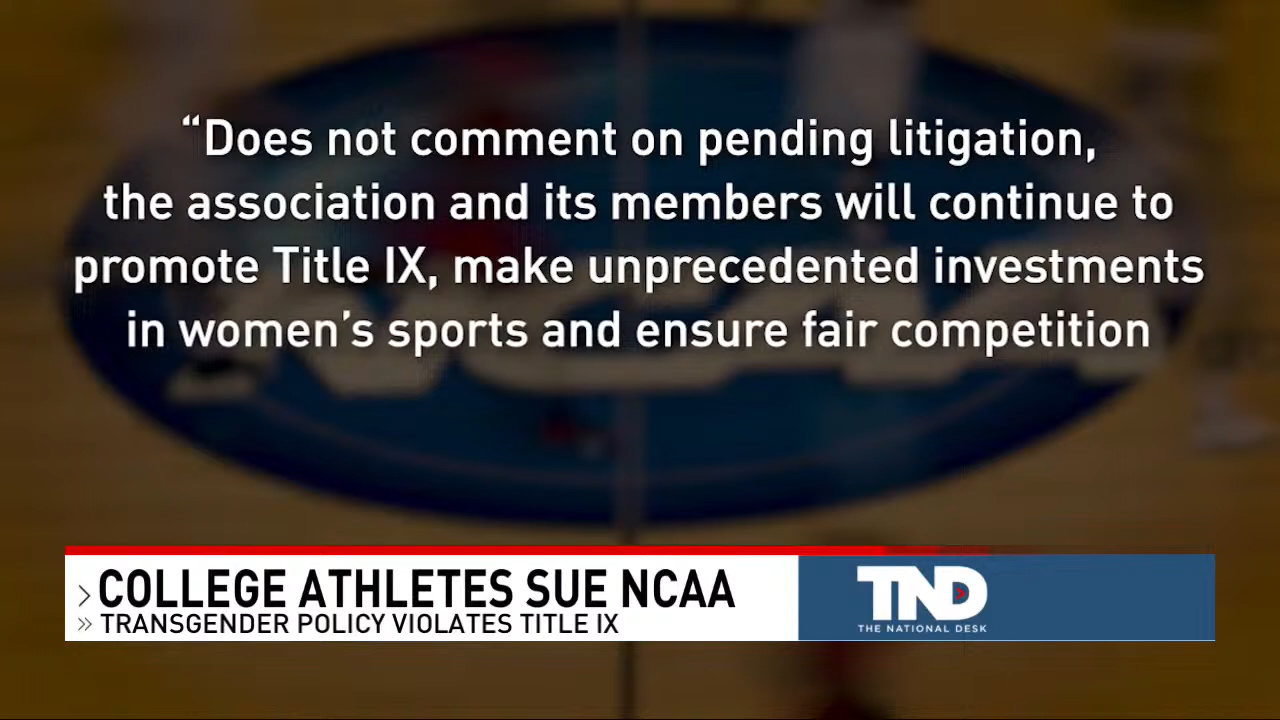 “Does not comment on pending litigation,
the association and its members will continue to
promote Title IX, make unprecedented investments
in women’s sports and ensure fair competition
NCAA
› COLLEGE ATHLETES SUE NCAA
» TRANSGENDER POLICY VIOLATES TITLE IX
TND
THE NATIONAL DESK